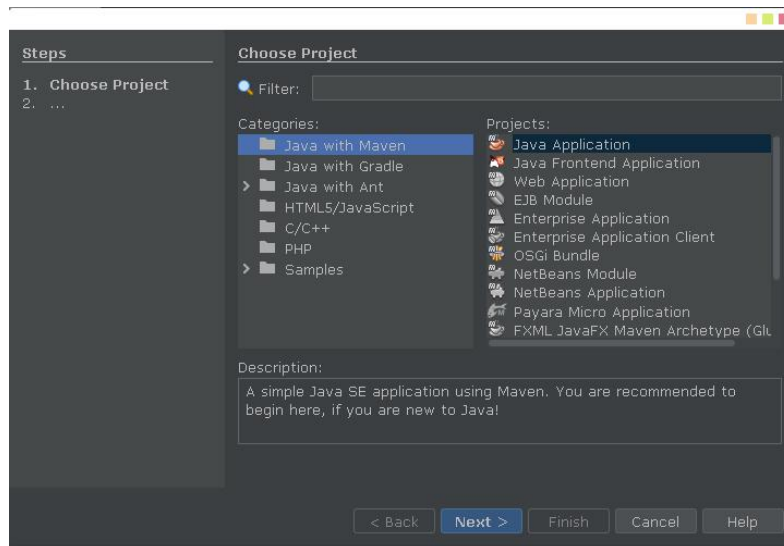 Steps
1. Choose Project
2. ...
Choose Project
Filter:
Categories:
Java with Maven
Java with Gradle
Java with Ant
HTML5/JavaScript
C/C++
PHP
Samples
Projects:
Java Application
Java Frontend Application
Web Application
EJB Module
Enterprise Application
Enterprise Application Client
OSGi Bundle
NetBeans Module
NetBeans Application
Payara Micro Application
FXML JavaFX Maven Archetype (Glu
Description:
A simple Java SE application using Maven. You are recommended to
begin here, if you are new to Java!
< Back Next > Finish Cancel Help